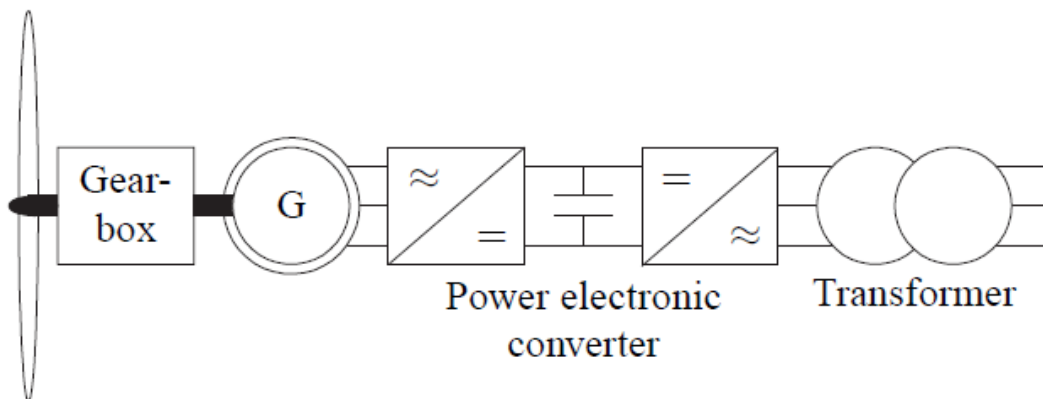 Gear-
box
G
≈
=
=
≈
Power electronic
converter
Transformer